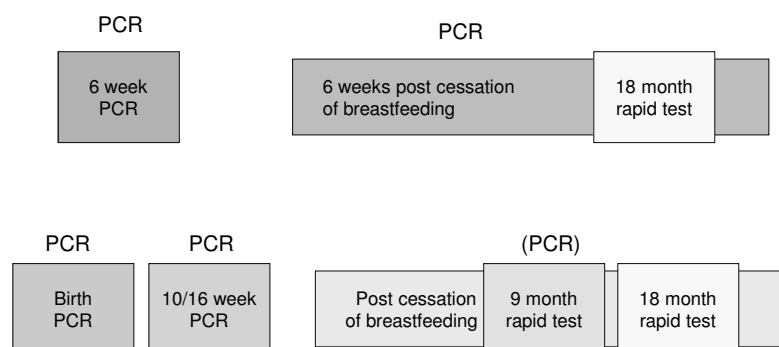 PCR
PCR
6 week
PCR
6 weeks post cessation
of breastfeeding
18 month
rapid test
PCR
PCR
(PCR)
Birth
PCR
10/16 week
PCR
Post cessation
of breastfeeding
9 month
rapid test
18 month
rapid test